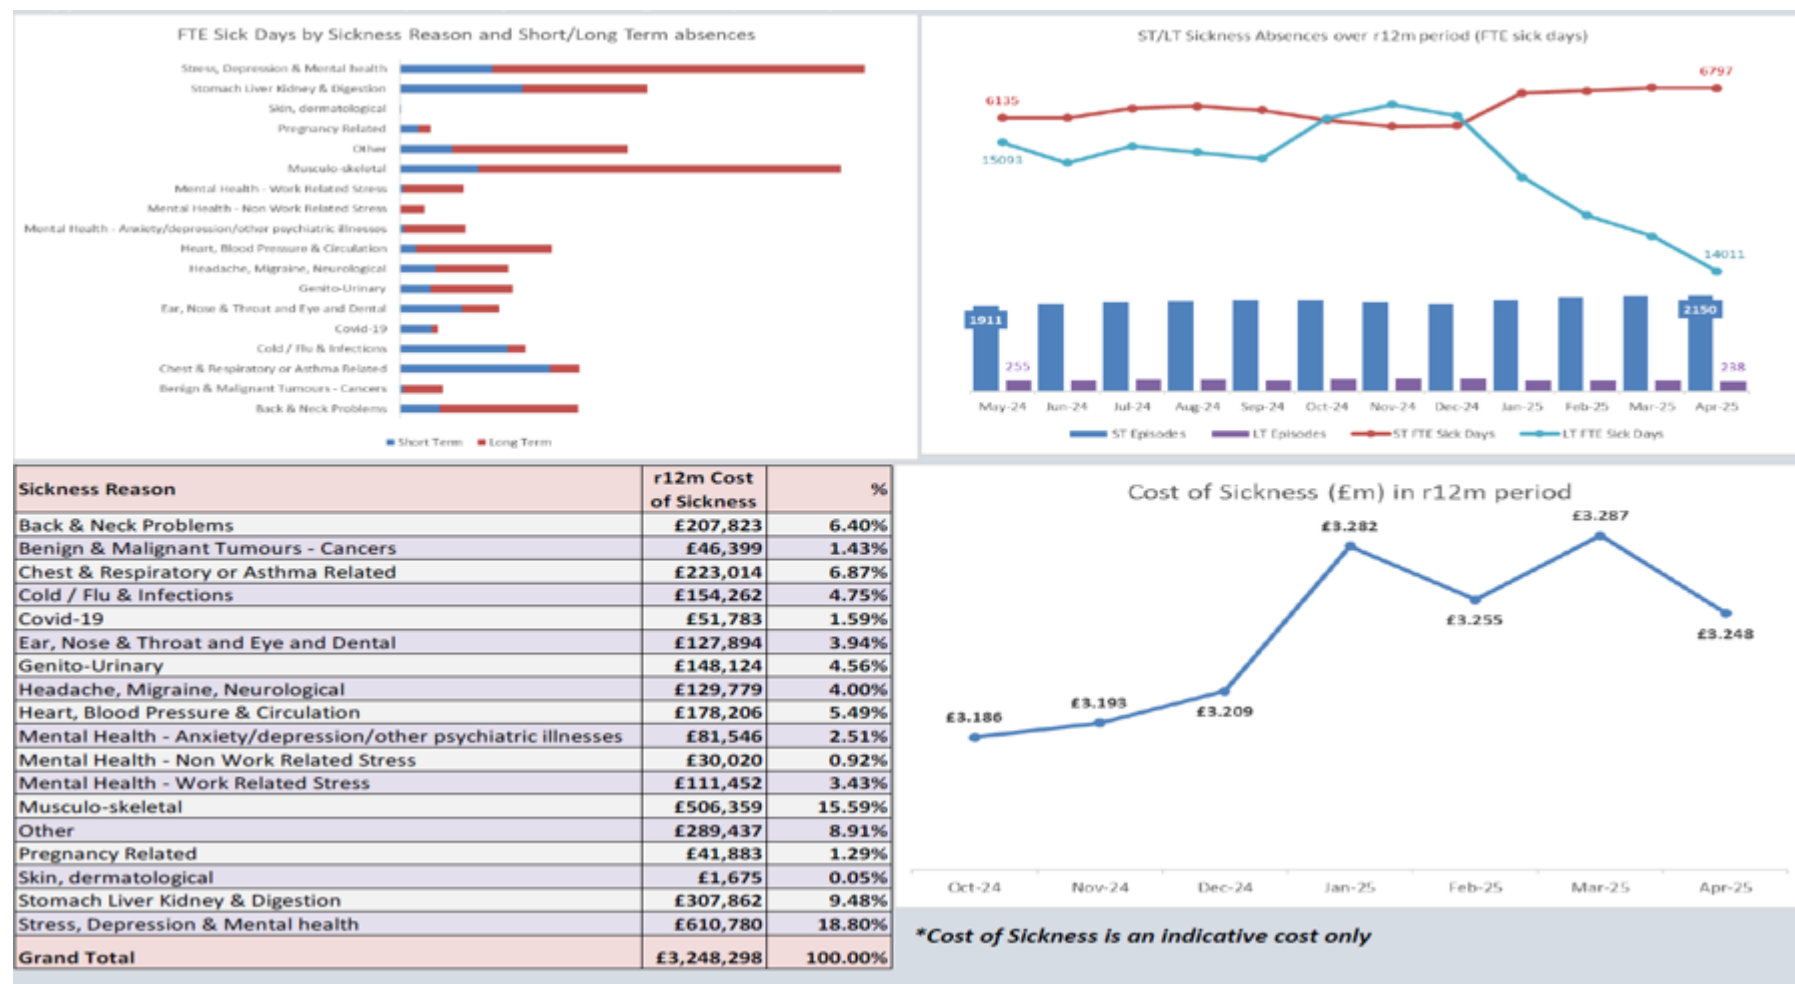 FTE Sick Days by Sickness Reason and Short/Long Term absences
Stress, Depression & Mental health
Stomach Liver Kidney & Digestion
Skin, dermatological
Pregnancy Related
Other
Musculo-skeletal
Mental Health - Work Related Stress
Mental Health - Non Work Related Stress
Mental Health - Anxiety/depression/other psychiatric illnesses
Heart, Blood Pressure & Circulation
Headache, Migraine, Neurological
Genito-Urinary
Ear, Nose & Throat and Eye and Dental
Covid-19
Cold / Flu & Infections
Chest & Respiratory or Asthma Related
Benign & Malignant Tumours - Cancers
Back & Neck Problems
Short Term Long Term
ST/LT Sickness Absences over r12m period (FTE sick days)
6797
6135
15093
14011
1911 2150
255 238
May-24 Jun-24 Jul-24 Aug-24 Sep-24 Oct-24 Nov-24 Dec-24 Jan-25 Feb-25 Mar-25 Apr-25
ST Episodes LT Episodes ST FTE Sick Days LT FTE Sick Days
Sickness Reason r12m Cost of Sickness %
Back & Neck Problems £207,823 6.40%
Benign & Malignant Tumours - Cancers £46,399 1.43%
Chest & Respiratory or Asthma Related £223,014 6.87%
Cold / Flu & Infections £154,262 4.75%
Covid-19 £51,783 1.59%
Ear, Nose & Throat and Eye and Dental £127,894 3.94%
Genito-Urinary £148,124 4.56%
Headache, Migraine, Neurological £129,779 4.00%
Heart, Blood Pressure & Circulation £178,206 5.49%
Mental Health - Anxiety/depression/other psychiatric illnesses £81,546 2.51%
Mental Health - Non Work Related Stress £30,020 0.92%
Mental Health - Work Related Stress £111,452 3.43%
Musculo-skeletal £506,359 15.59%
Other £289,437 8.91%
Pregnancy Related £41,883 1.29%
Skin, dermatological £1,675 0.05%
Stomach Liver Kidney & Digestion £307,862 9.48%
Stress, Depression & Mental health £610,780 18.80%
Grand Total £3,248,298 100.00%
Cost of Sickness (£m) in r12m period
£3.186
£3.193
£3.209
£3.282
£3.255
£3.287
£3.248
Oct-24 Nov-24 Dec-24 Jan-25 Feb-25 Mar-25 Apr-25
*Cost of Sickness is an indicative cost only